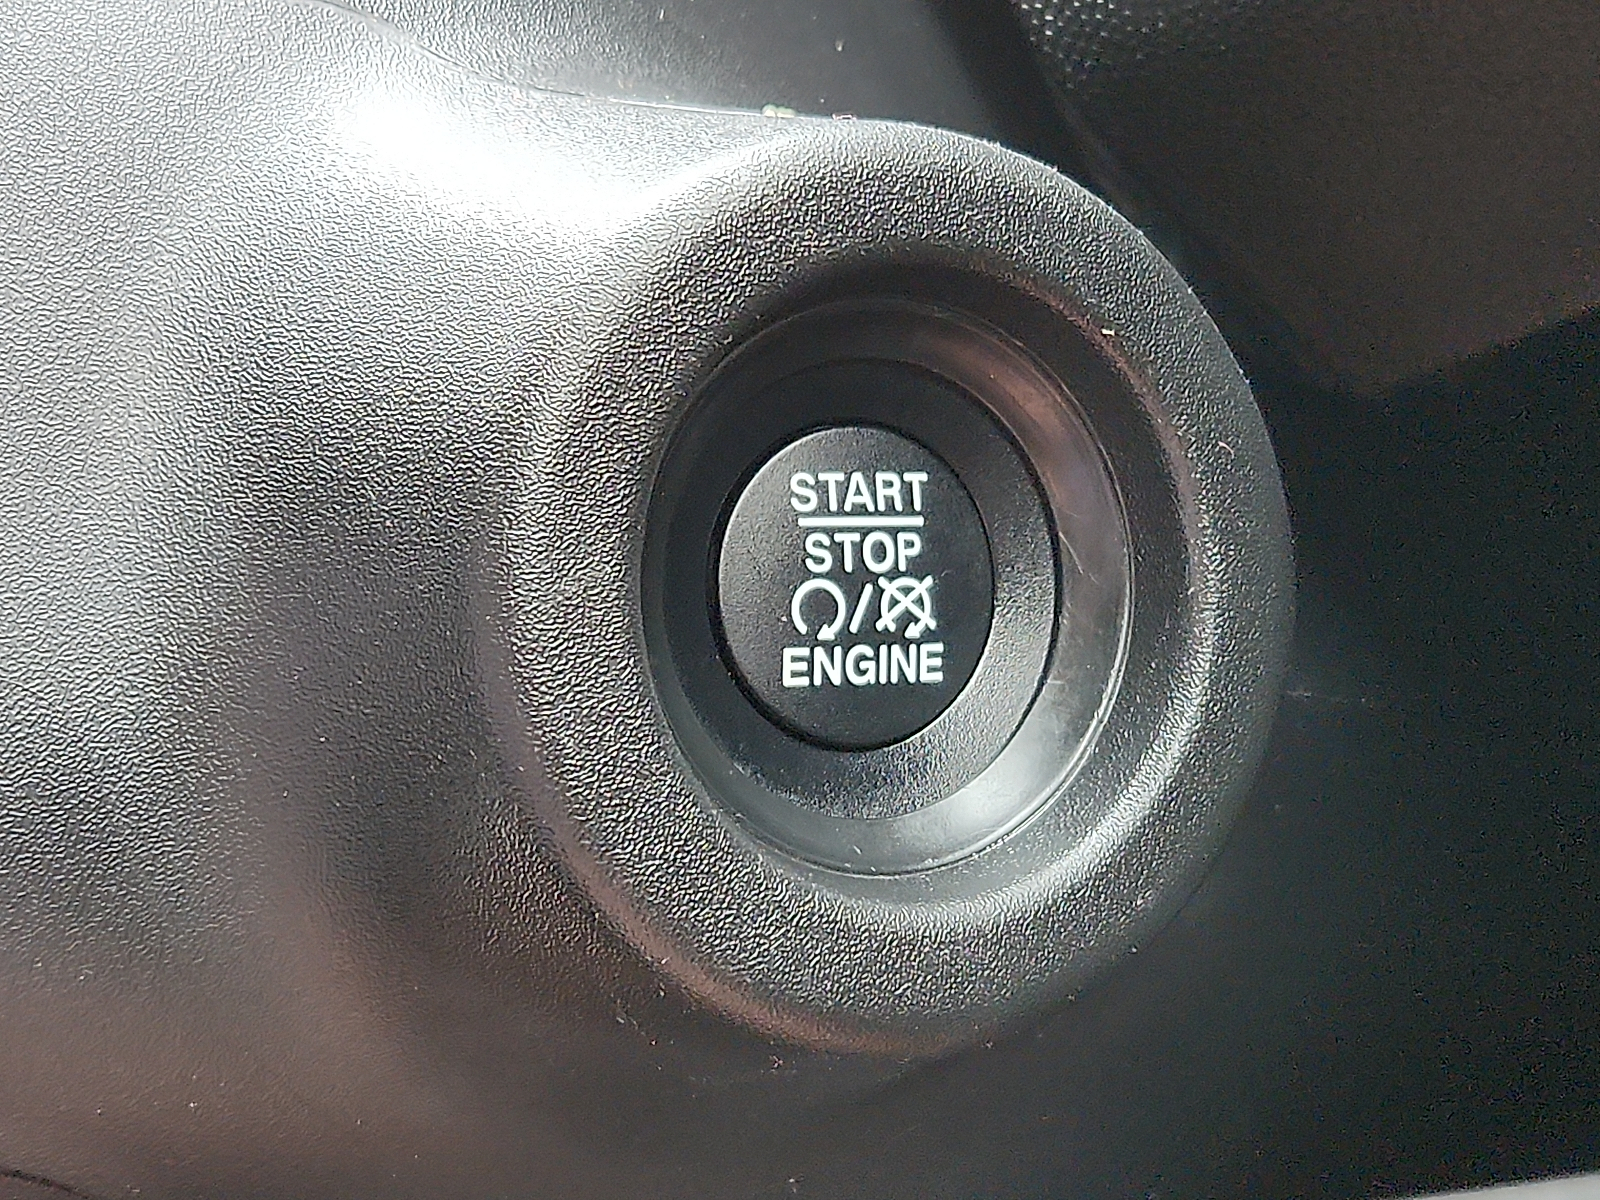 START
STOP
/
ENGINE